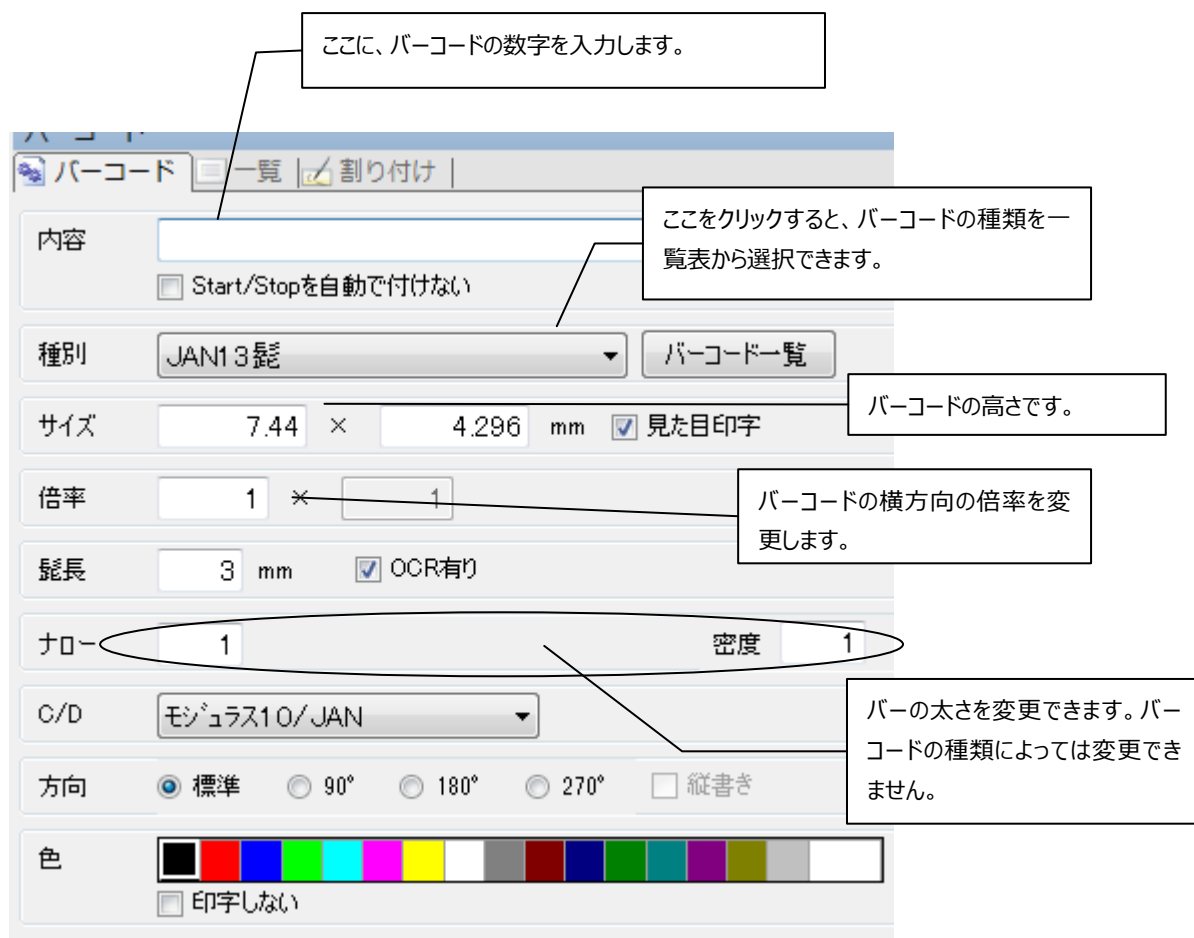 ここに、バーコードの数字を入力します。
バーコード
バーコード 一覧 割り付け
内容
ここをクリックすると、バーコードの種類を一
覧表から選択できます。
Start/Stopを自動で付けない
種別 JAN13髭 バーコード一覧
バーコードの高さです。
サイズ 7.44 × 4.296 mm 見た目印字
倍率 1 × 1
バーコードの横方向の倍率を変
更します。
髭長 3 mm OCR有り
ナロー 1 密度 1
C/D モジュラス10/JAN
バーの太さを変更できます。バー
コードの種類によっては変更でき
ません。
方向 標準 90° 180° 270° 縦書き
色
印字しない